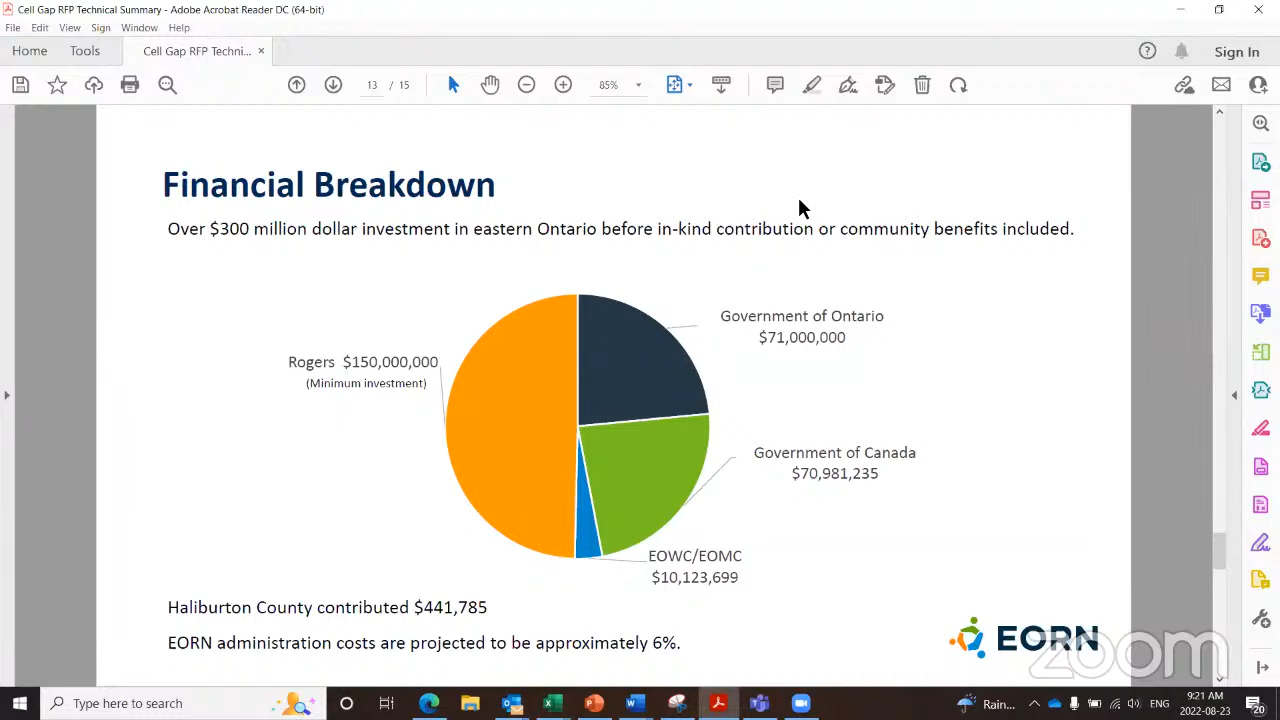 Cell Gap RFP Technical Summary - Adobe Acrobat Reader DC (64-bit)
File Edit View Sign Window Help
Home Tools Cell Gap RFP Techni... × Sign In
13 / 15 85%
Financial Breakdown
Over $300 million dollar investment in eastern Ontario before in-kind contribution or community benefits included.
Government of Ontario
$71,000,000
Rogers $150,000,000
(Minimum investment)
Government of Canada
$70,981,235
EOWC/EOMC
$10,123,699
Haliburton County contributed $441,785
EORN administration costs are projected to be approximately 6%.
EORN
zoom
Type here to search
Rain... ENG 9:21 AM
2022-08-23 20